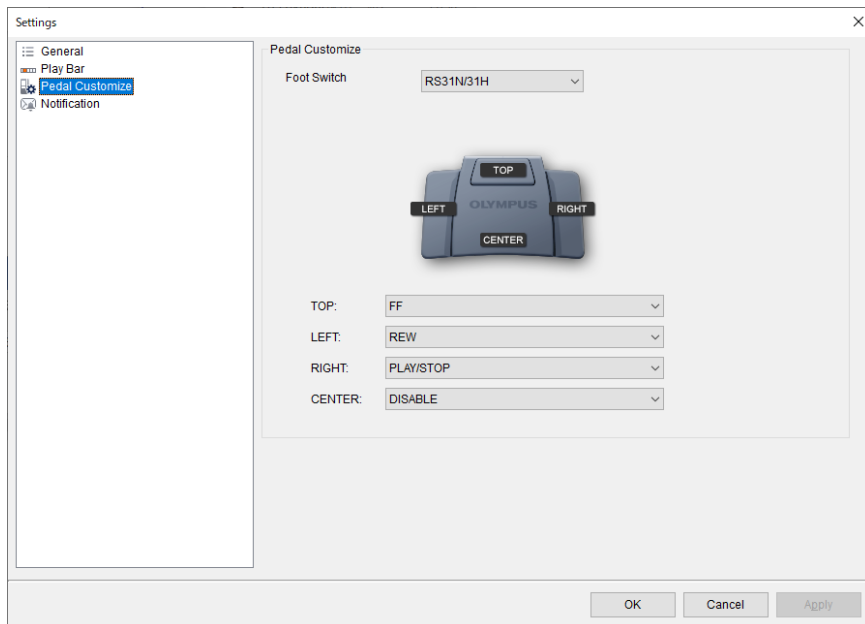 Settings
General
Play Bar
Pedal Customize
Notification
Pedal Customize
Foot Switch RS31N/31H
TOP
LEFT OLYMPUS RIGHT
CENTER
TOP: FF
LEFT: REW
RIGHT: PLAY/STOP
CENTER: DISABLE
OK Cancel Apply